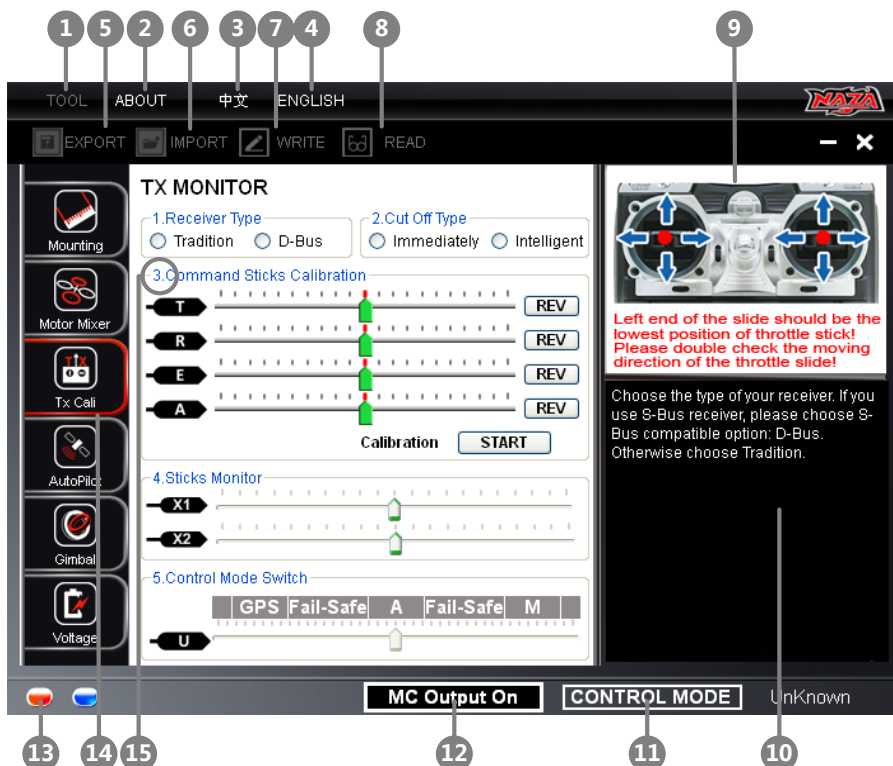 1 5 2 6 3 7 4 8 9
TOOL ABOUT 中文 ENGLISH NAZA
EXPORT IMPORT WRITE READ
Mounting
Motor Mixer
Tx Cali
AutoPilot
Gimbal
Voltage
TX MONITOR
1.Receiver Type
Tradition D-Bus
2.Cut Off Type
Immediately Intelligent
3.Command Sticks Calibration
T REV
R REV
E REV
A REV
Calibration START
4.Sticks Monitor
X1
X2
5.Control Mode Switch
GPS Fail-Safe A Fail-Safe M
U
Left end of the slide should be the
lowest position of throttle stick!
Please double check the moving
direction of the throttle slide!
Choose the type of your receiver. If you
use S-Bus receiver, please choose S-
Bus compatible option: D-Bus.
Otherwise choose Tradition.
MC Output On CONTROL MODE UnKnown
13 14 15 12 11 10